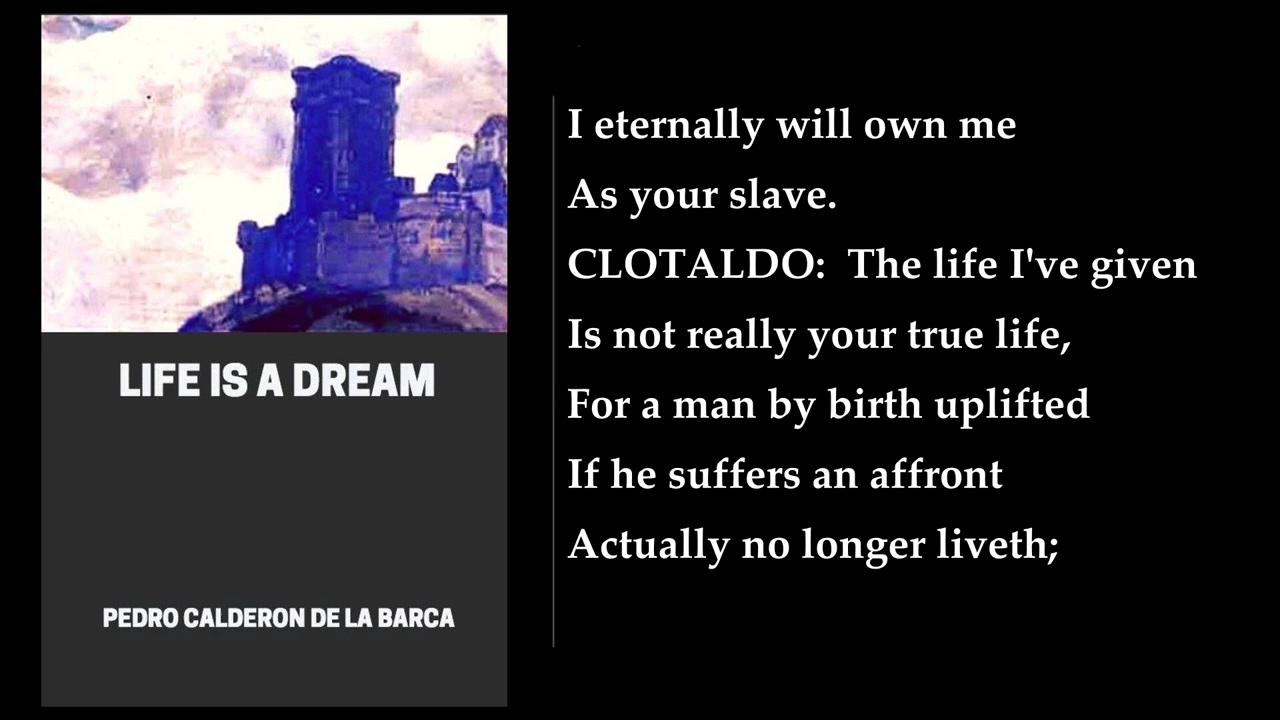 LIFE IS A DREAM
PEDRO CALDERON DE LA BARCA
I eternally will own me
As your slave.
CLOTALDO:  The life I've given
Is not really your true life,
For a man by birth uplifted
If he suffers an affront
Actually no longer liveth;